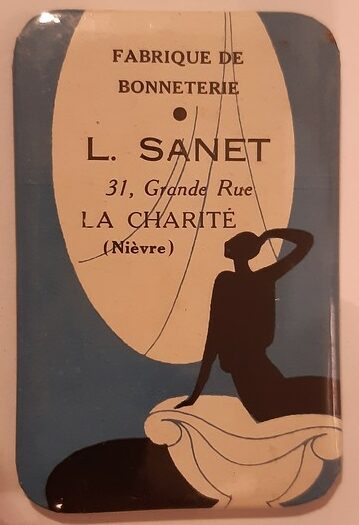 FABRIQUE DE
BONNETERIE
L. SANET
31, Grande Rue
LA CHARITÉ
(Nièvre)